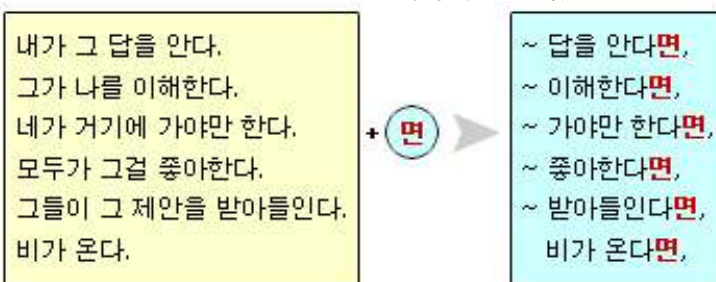 내가 그 답을 안다.
그가 나를 이해한다.
네가 거기에 가야만 한다.
모두가 그걸 좋아한다.
그들이 그 제안을 받아들인다.
비가 온다.
+ 면
~ 답을 안다면,
~ 이해한다면,
~ 가야만 한다면,
~ 좋아한다면,
~ 받아들인다면,
비가 온다면,